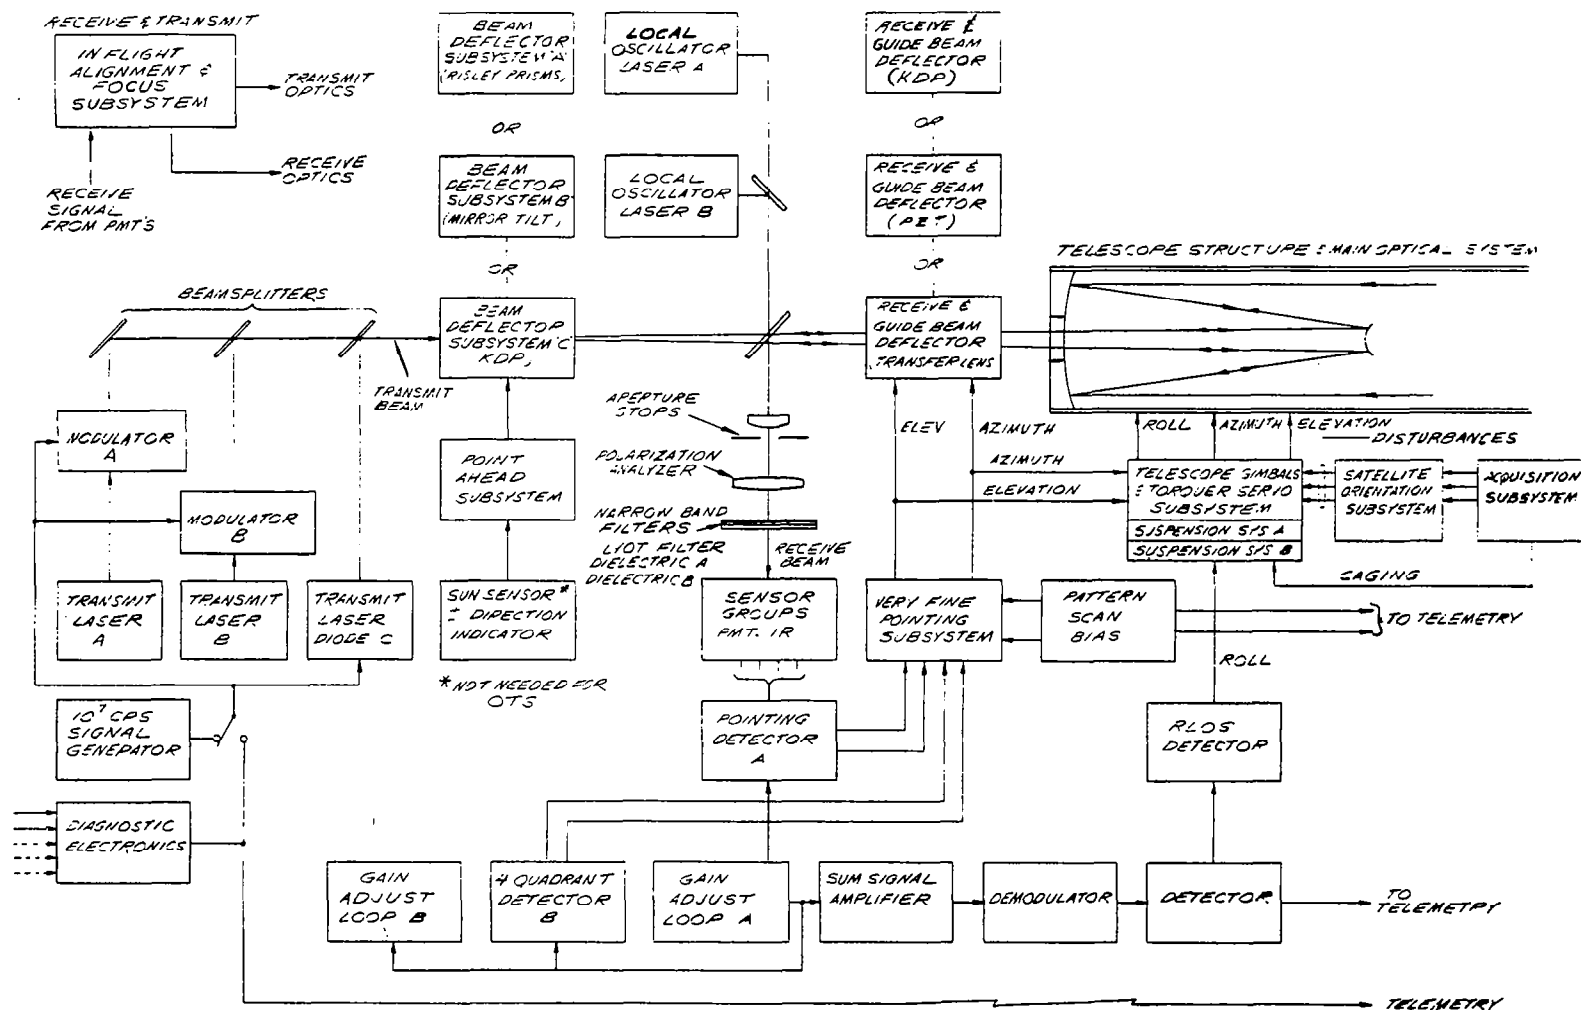 RECEIVE & TRANSMIT
IN FLIGHT
ALIGNMENT &
FOCUS
SUBSYSTEM
TRANSMIT
OPTICS
RECEIVE
OPTICS
RECEIVE
SIGNAL
FROM PMT'S
BEAM
DEFLECTOR
SUBSYSTEM "A"
(RISLEY PRISMS)
OR
BEAM
DEFLECTOR
SUBSYSTEM B"
(MIRROR TILT)
OR
BEAM
DEFLECTOR
SUBSYSTEM "C"
KDP)
LOCAL
OSCILLATOR
LASER A
LOCAL
OSCILLATOR
LASER B
RECEIVE &
GUIDE BEAM
DEFLECTOR
(KDP)
OR
RECEIVE &
GUIDE BEAM
DEFLECTOR
(PZT)
OR
RECEIVE &
GUIDE BEAM
DEFLECTOR
(TRANSFER LENS
TELESCOPE STRUCTURE & MAIN OPTICAL SYSTEM
BEAMSPLITTERS
TRANSMIT
BEAM
MODULATOR
A
MODULATOR
B
TRANSMIT
LASER
A
TRANSMIT
LASER
B
TRANSMIT
LASER
DIODE C
10⁷ CPS
SIGNAL
GENERATOR
DIAGNOSTIC
ELECTRONICS
POINT
AHEAD
SUBSYSTEM
SUN SENSOR *
± DIRECTION
INDICATOR
* NOT NEEDED FOR
OTS
APERTURE
STOPS
POLARIZATION
ANALYZER
NARROW BAND
FILTERS
LYOT FILTER
DIELECTRIC A
DIELECTRIC B
RECEIVE
BEAM
SENSOR
GROUPS
PMT. IR
POINTING
DETECTOR
A
ELEV
AZIMUTH
AZIMUTH
ELEVATION
VERY FINE
POINTING
SUBSYSTEM
PATTERN
SCAN
BIAS
TO TELEMETRY
ROLL
AZIMUTH
ELEVATION
DISTURBANCES
TELESCOPE GIMBALS
& TORQUER SERVO
SUBSYSTEM
SUSPENSION SYS A
SUSPENSION SYS B
SATELLITE
ORIENTATION
SUBSYSTEM
ACQUISITION
SUBSYSTEM
CAGING
ROLL
RLOS
DETECTOR
GAIN
ADJUST
LOOP B
4 QUADRANT
DETECTOR
B
GAIN
ADJUST
LOOP A
SUM SIGNAL
AMPLIFIER
DEMODULATOR
DETECTOR
TO
TELEMETRY
TELEMETRY